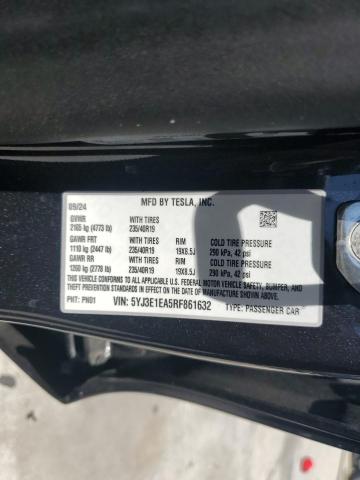 09/24 MFD BY TESLA, INC.
GVWR WITH TIRES
2165 kg (4773 lb) 235/40R19
GAWR FRT WITH TIRES RIM COLD TIRE PRESSURE
1110 kg (2447 lb) 235/40R19 19X8.5J 290 kPa, 42 psi
GAWR RR WITH TIRES RIM COLD TIRE PRESSURE
1260 kg (2778 lb) 235/40R19 19X8.5J 290 kPa, 42 psi
THIS VEHICLE CONFORMS TO ALL APPLICABLE U.S. FEDERAL MOTOR VEHICLE SAFETY, BUMPER,
AND THEFT PREVENTION STANDARDS IN EFFECT ON THE DATE OF MANUFACTURE SHOWN ABOVE.
PNT: PN01 VIN: 5YJ3E1EA5RF861632 TYPE: PASSENGER CAR